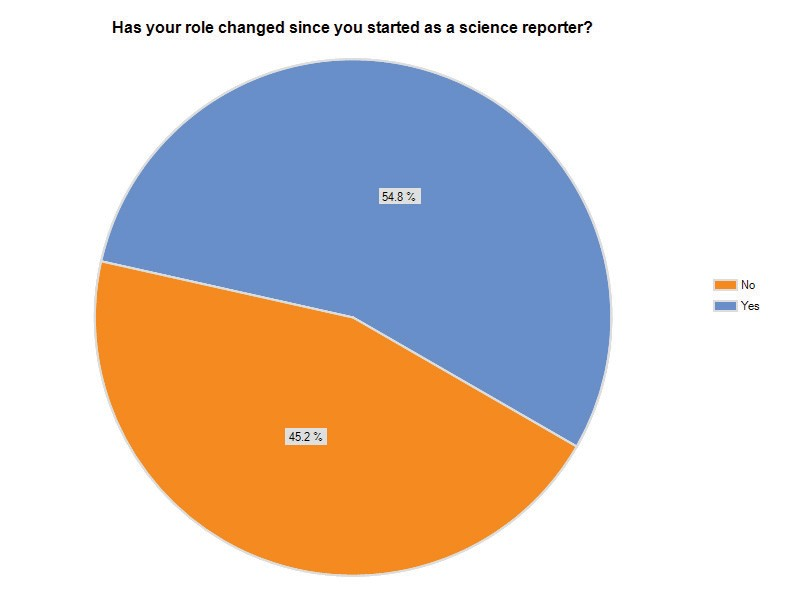 Has your role changed since you started as a science reporter?
54.8 %
No
Yes
45.2 %